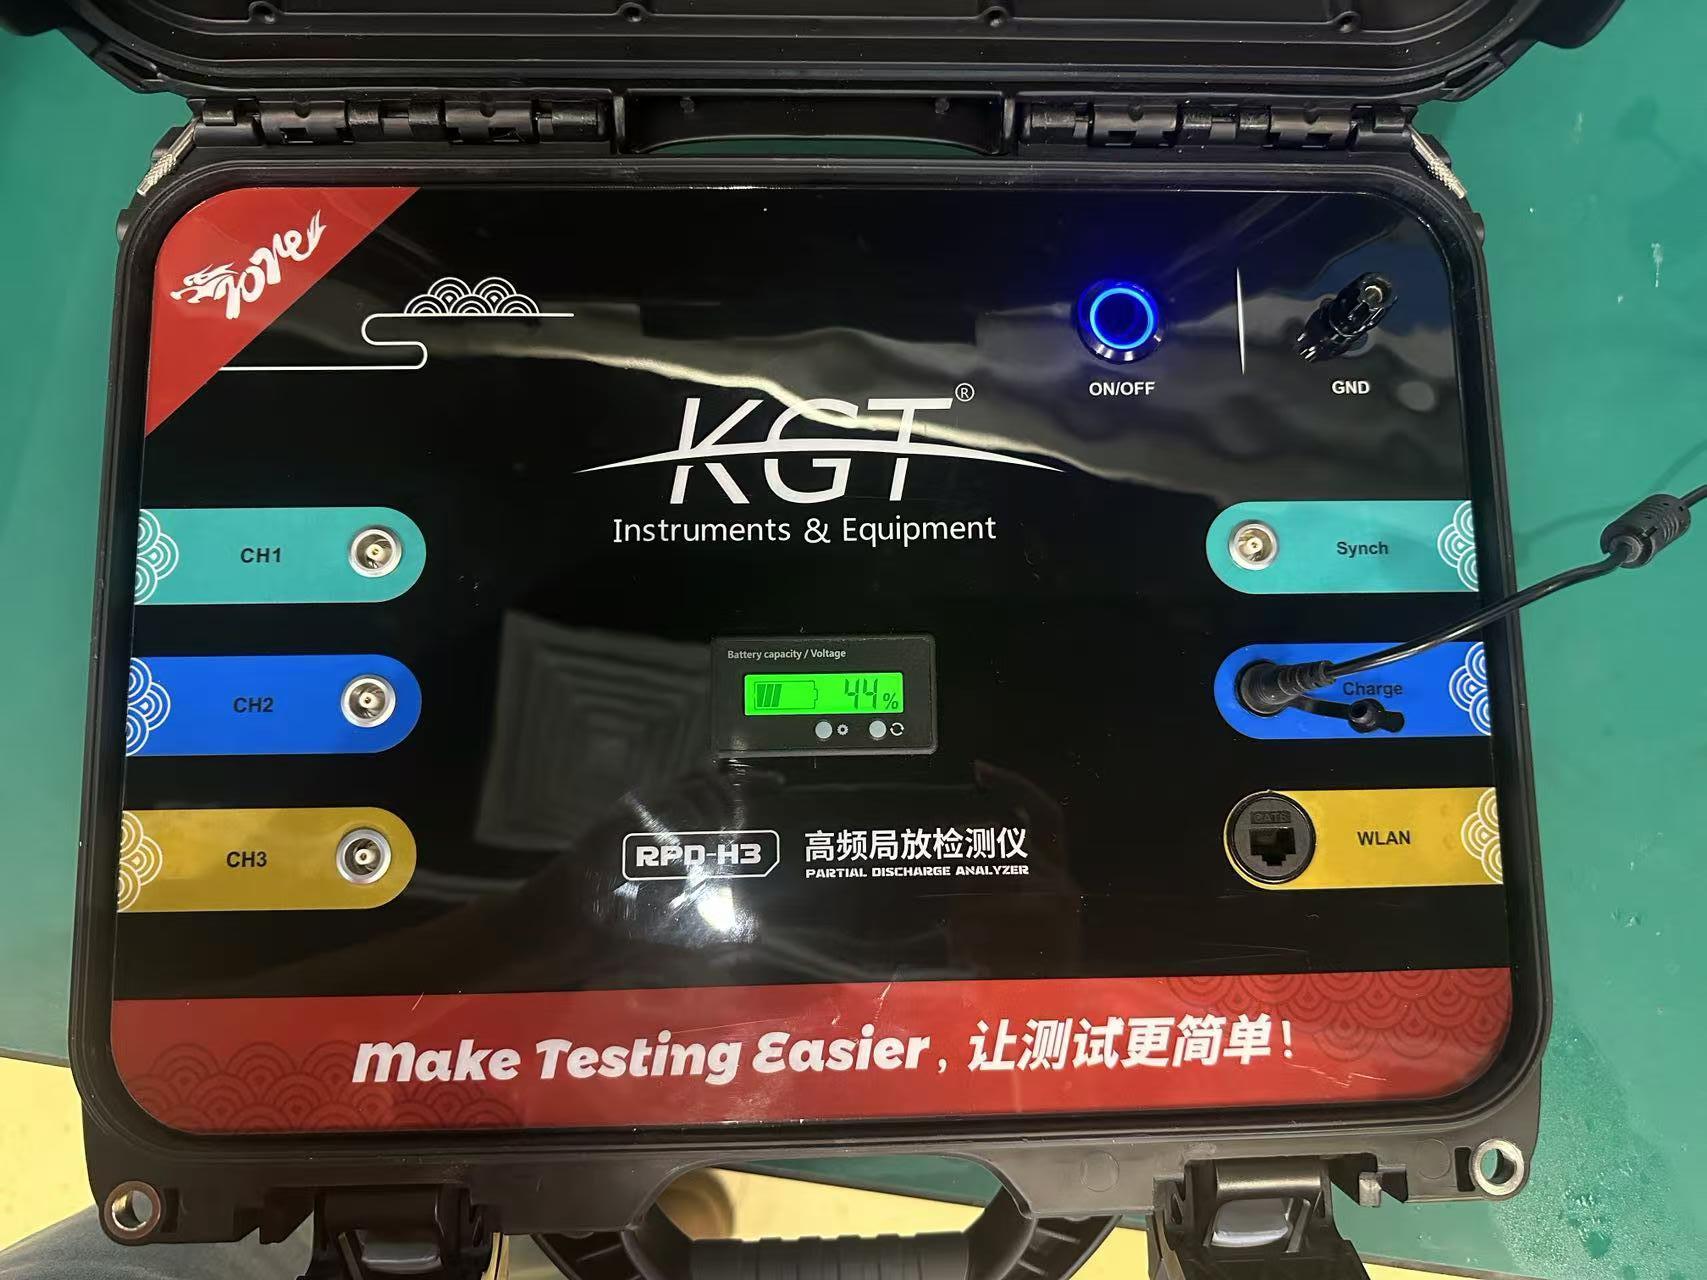 ON/OFF
GND
KGT®
Instruments & Equipment
CH1
Synch
Battery capacity / Voltage
44%
CH2
Charge
CH3
CAT6
WLAN
RPD-H3
高频局放检测仪
PARTIAL DISCHARGE ANALYZER
Make Testing Easier，让测试更简单！